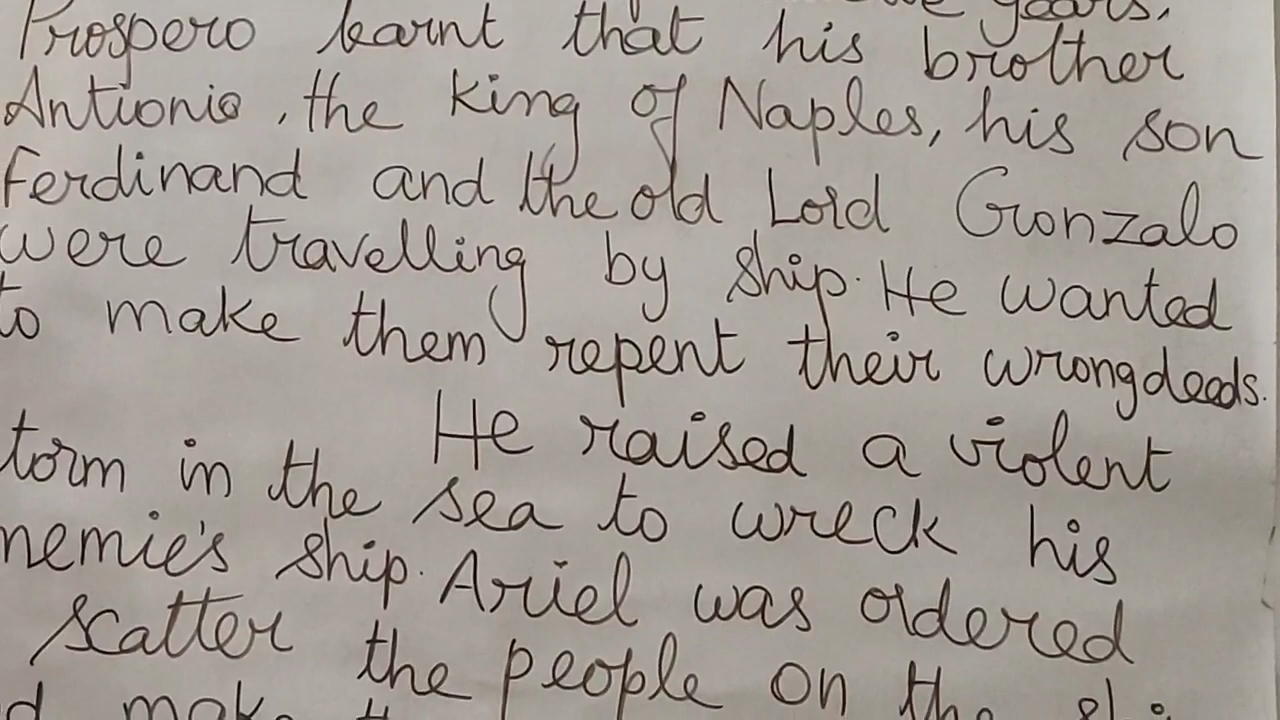 years,
Prospero learnt that his brother
Antionio, the king of Naples, his son
Ferdinand and the old Lord Gonzalo
were travelling by ship. He wanted
to make them repent their wrongdeeds.
He raised a violent
torm in the sea to wreck his
nemie's ship. Ariel was ordered
scatter the people on the
make